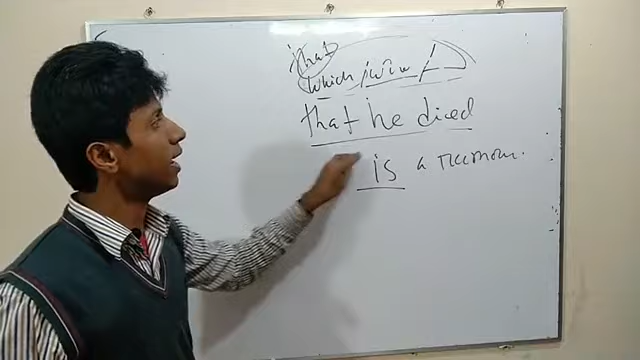 that
which
that he died
is a rumour.